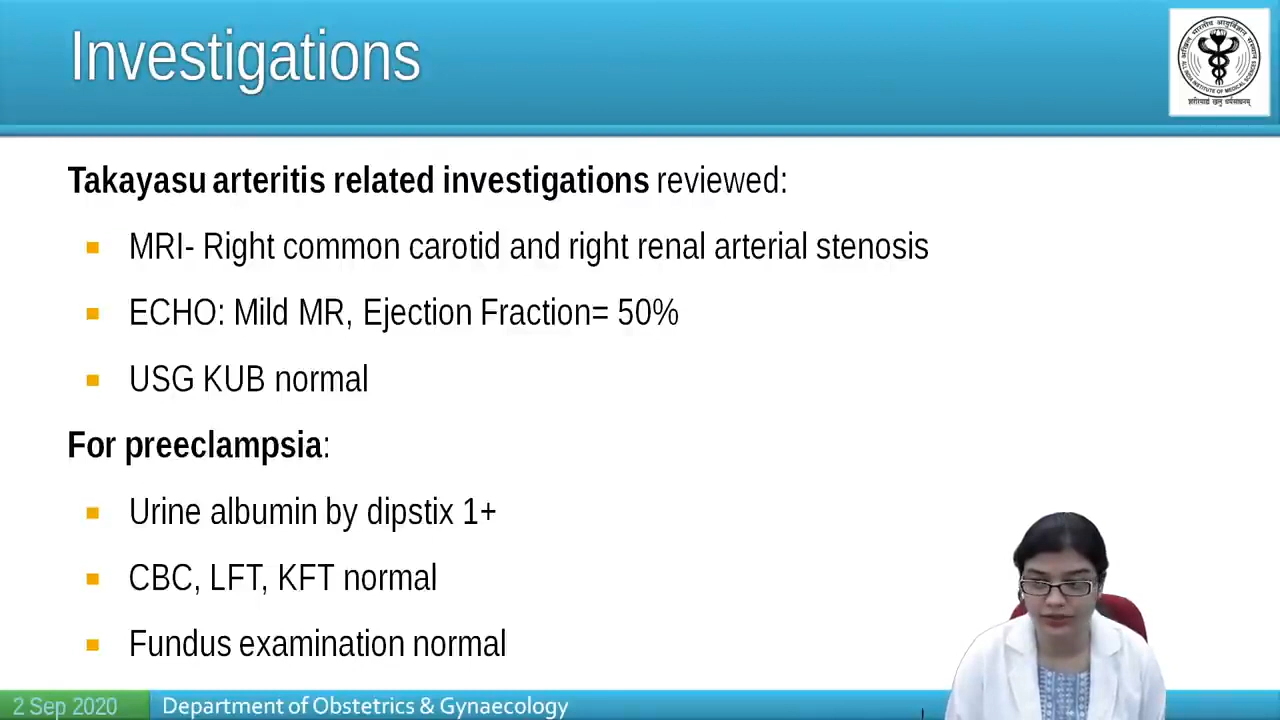 Investigations
Takayasu arteritis related investigations reviewed:
MRI- Right common carotid and right renal arterial stenosis
ECHO: Mild MR, Ejection Fraction= 50%
USG KUB normal
For preeclampsia:
Urine albumin by dipstix 1+
CBC, LFT, KFT normal
Fundus examination normal
2 Sep 2020
Department of Obstetrics & Gynaecology